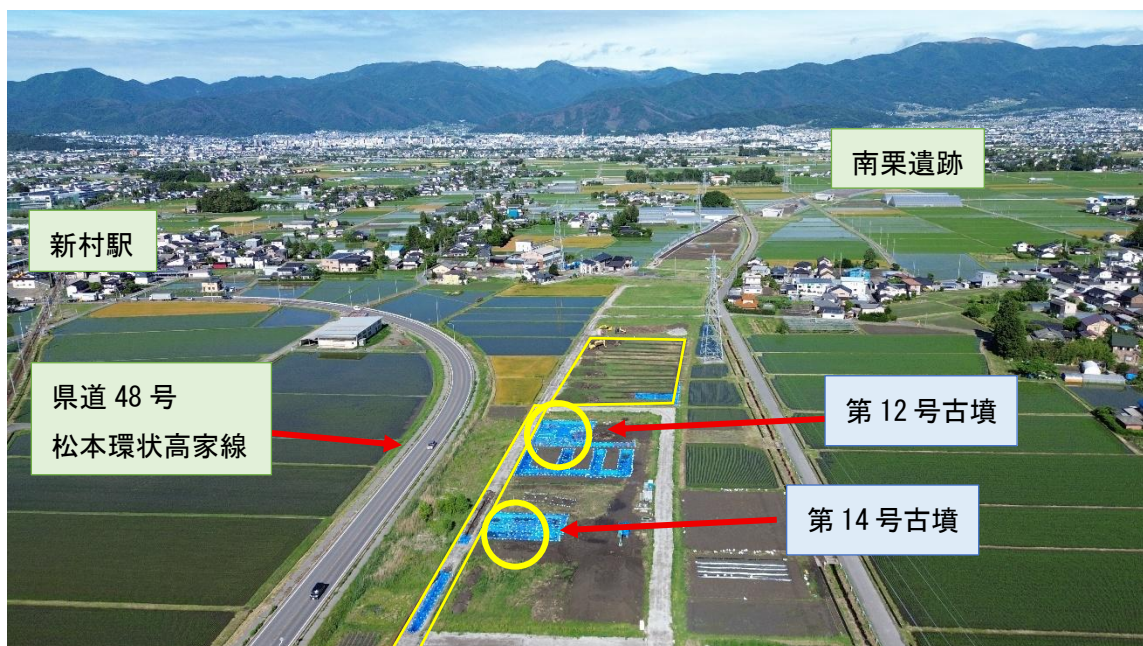 南栗遺跡
新村駅
県道 48 号
松本環状高家線
第 12 号古墳
第 14 号古墳